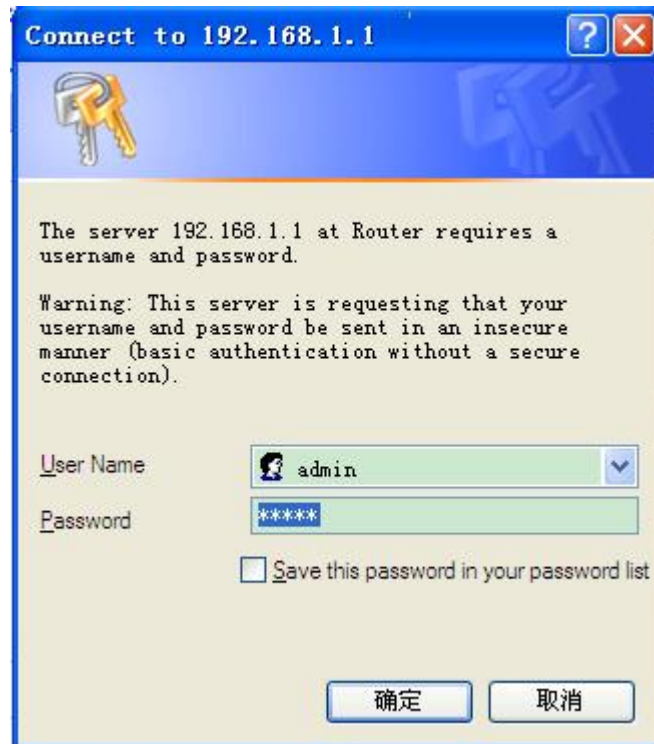 Connect to 192.168.1.1
The server 192.168.1.1 at Router requires a
username and password.
Warning: This server is requesting that your
username and password be sent in an insecure
manner (basic authentication without a secure
connection).
User Name
admin
Password
*****
Save this password in your password list
确定
取消